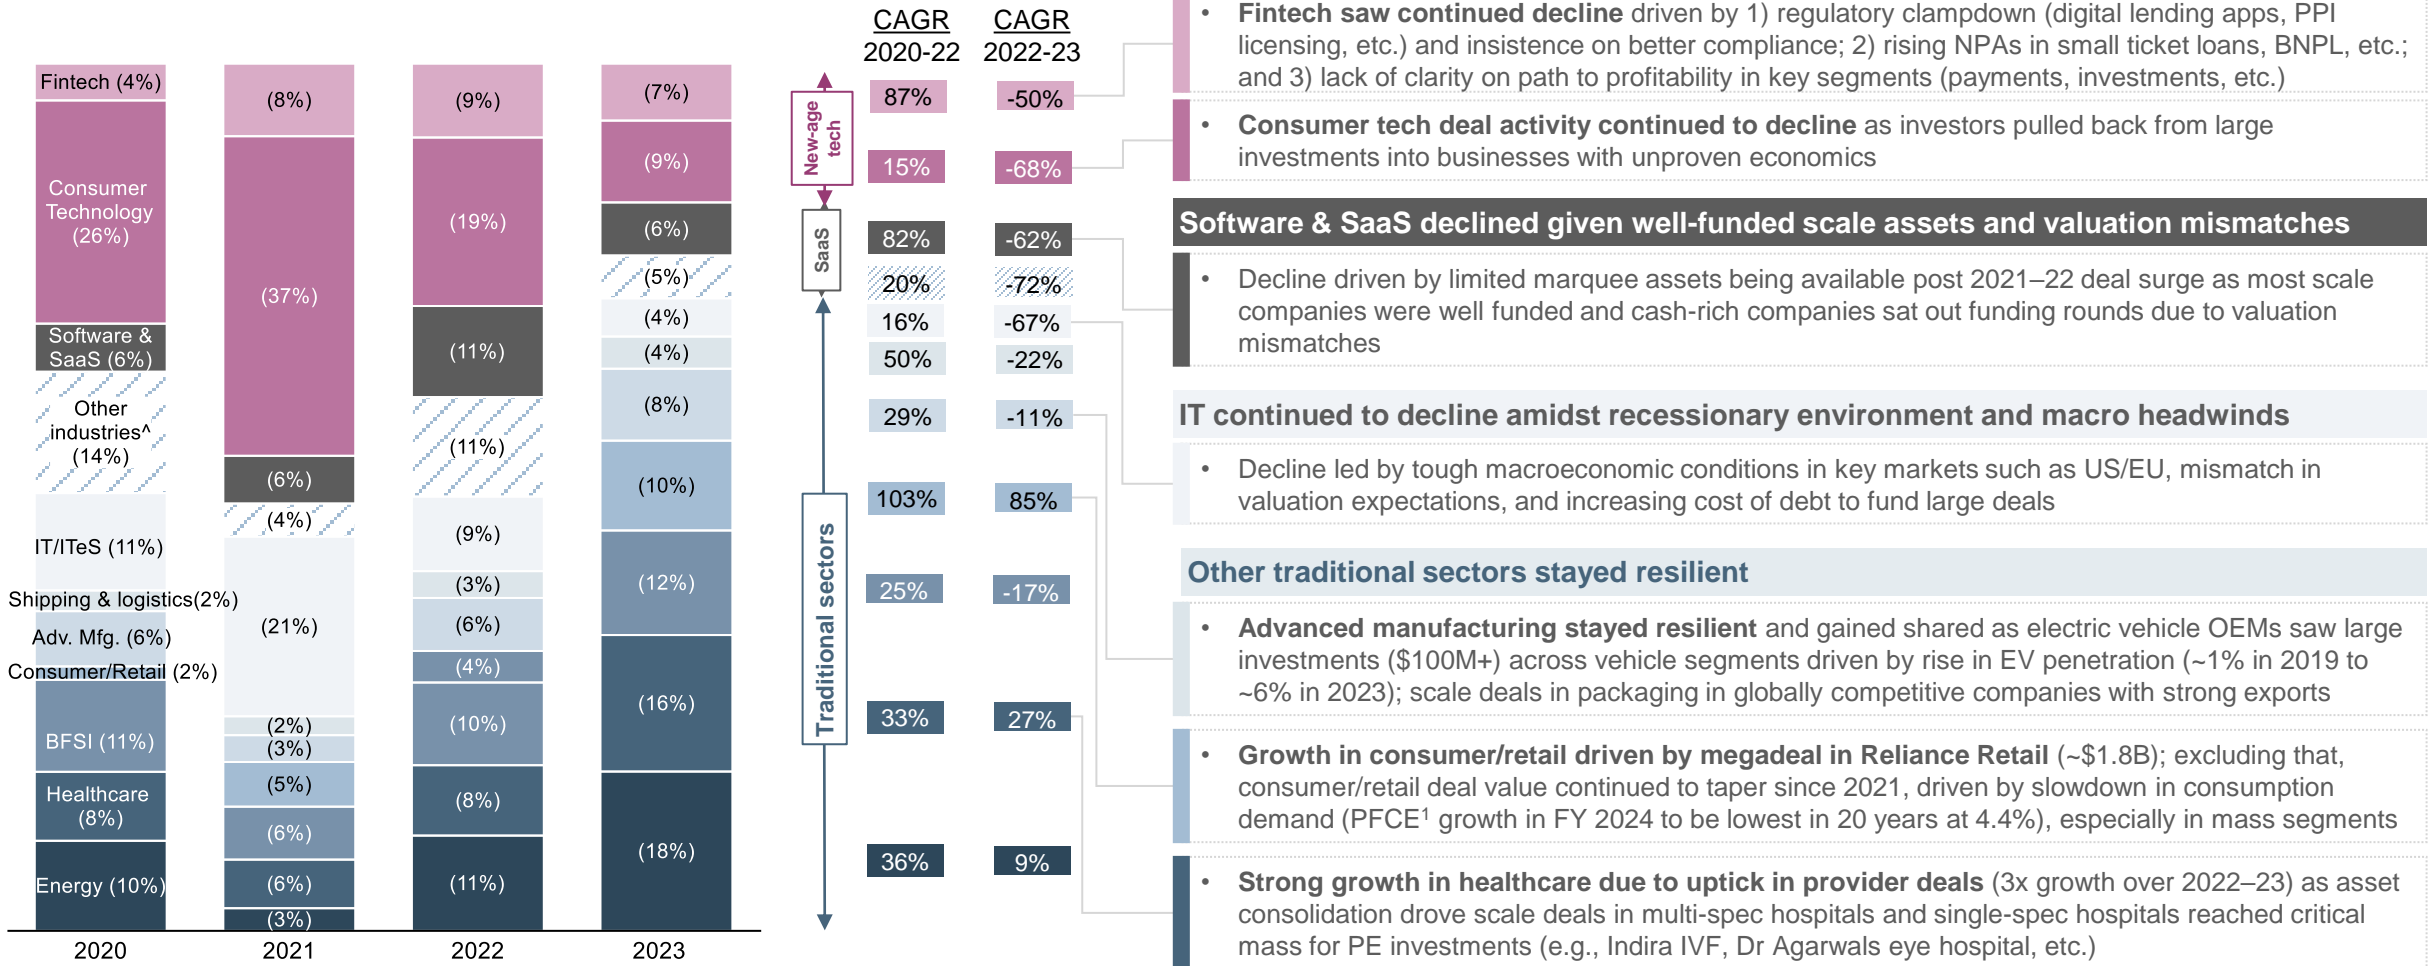 Fintech (4%)
Consumer
Technology
(26%)
Software &
SaaS (6%)
Other
industries^
(14%)
IT/ITeS (11%)
Shipping & logistics(2%)
Adv. Mfg. (6%)
Consumer/Retail (2%)
BFSI (11%)
Healthcare
(8%)
Energy (10%)
2020
(8%)
(37%)
(6%)
(4%)
(21%)
(2%)
(3%)
(5%)
(6%)
(6%)
(3%)
2021
(9%)
(19%)
(11%)
(11%)
(9%)
(3%)
(6%)
(4%)
(10%)
(8%)
(11%)
2022
(7%)
(9%)
(6%)
(5%)
(4%)
(4%)
(8%)
(10%)
(12%)
(16%)
(18%)
2023
New-age
tech
SaaS
Traditional sectors
CAGR
2020-22
87%
15%
82%
20%
16%
50%
29%
103%
25%
33%
36%
CAGR
2022-23
-50%
-68%
-62%
-72%
-67%
-22%
-11%
85%
-17%
27%
9%
• Fintech saw continued decline driven by 1) regulatory clampdown (digital lending apps, PPI
licensing, etc.) and insistence on better compliance; 2) rising NPAs in small ticket loans, BNPL, etc.;
and 3) lack of clarity on path to profitability in key segments (payments, investments, etc.)
• Consumer tech deal activity continued to decline as investors pulled back from large
investments into businesses with unproven economics
Software & SaaS declined given well-funded scale assets and valuation mismatches
• Decline driven by limited marquee assets being available post 2021–22 deal surge as most scale
companies were well funded and cash-rich companies sat out funding rounds due to valuation
mismatches
IT continued to decline amidst recessionary environment and macro headwinds
• Decline led by tough macroeconomic conditions in key markets such as US/EU, mismatch in
valuation expectations, and increasing cost of debt to fund large deals
Other traditional sectors stayed resilient
• Advanced manufacturing stayed resilient and gained shared as electric vehicle OEMs saw large
investments ($100M+) across vehicle segments driven by rise in EV penetration (~1% in 2019 to
~6% in 2023); scale deals in packaging in globally competitive companies with strong exports
• Growth in consumer/retail driven by megadeal in Reliance Retail (~$1.8B); excluding that,
consumer/retail deal value continued to taper since 2021, driven by slowdown in consumption
demand (PFCE¹ growth in FY 2024 to be lowest in 20 years at 4.4%), especially in mass segments
• Strong growth in healthcare due to uptick in provider deals (3x growth over 2022–23) as asset
consolidation drove scale deals in multi-spec hospitals and single-spec hospitals reached critical
mass for PE investments (e.g., Indira IVF, Dr Agarwals eye hospital, etc.)